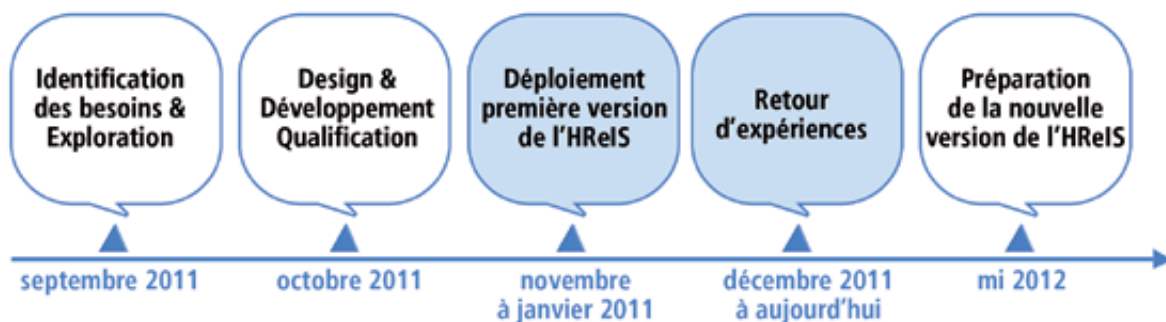 Identification
des besoins &
Exploration
Design &
Développement
Qualification
Déploiement
première version
de l'HReIS
Retour
d'expériences
Préparation
de la nouvelle
version de l'HReIS
septembre 2011
octobre 2011
novembre
à janvier 2011
décembre 2011
à aujourd'hui
mi 2012